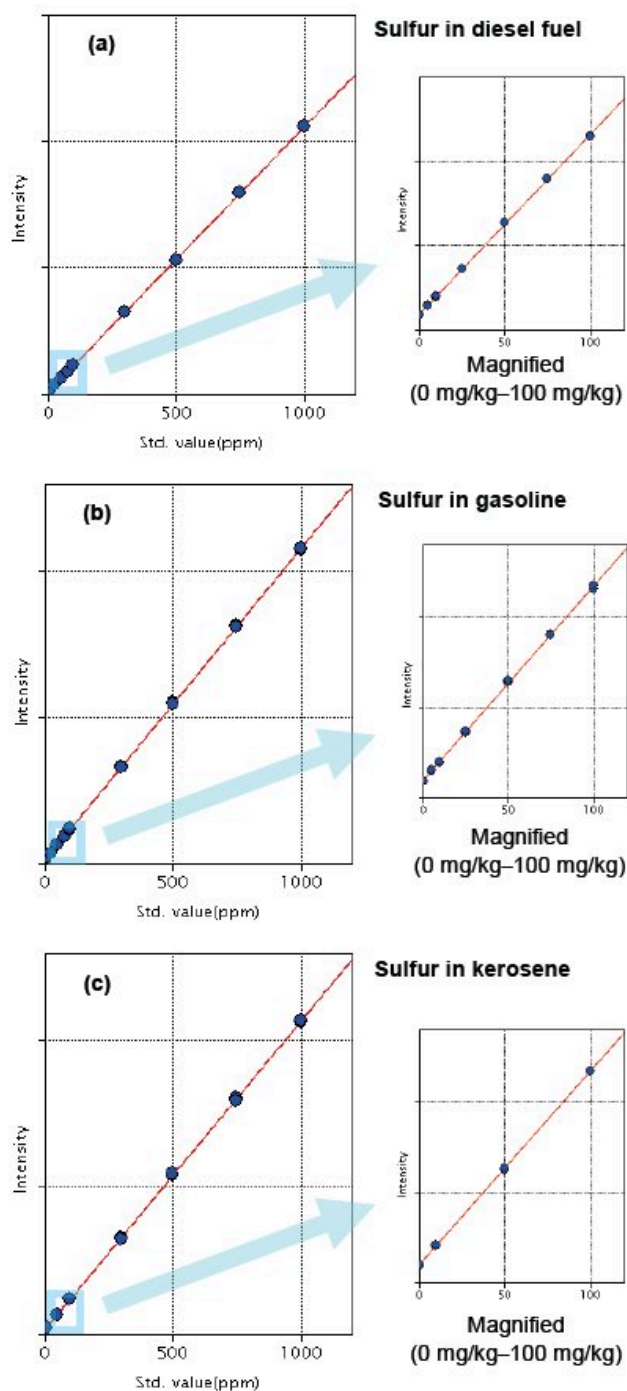 (a)
Sulfur in diesel fuel
Intensity
0
500
1000
Std. value(ppm)
Intensity
0
50
100
Magnified
(0 mg/kg–100 mg/kg)
(b)
Sulfur in gasoline
Intensity
0
500
1000
Std. value(ppm)
Intensity
0
50
100
Magnified
(0 mg/kg–100 mg/kg)
(c)
Sulfur in kerosene
Intensity
0
500
1000
Std. value(ppm)
Intensity
0
50
100
Magnified
(0 mg/kg–100 mg/kg)